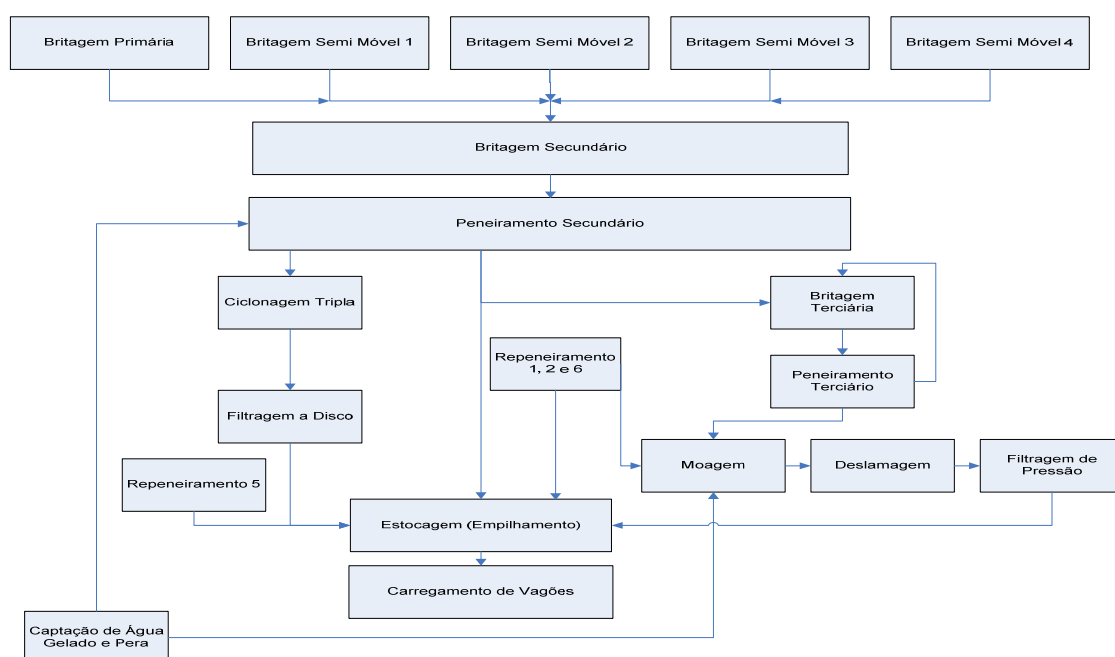 Britagem Primária
Britagem Semi Móvel 1
Britagem Semi Móvel 2
Britagem Semi Móvel 3
Britagem Semi Móvel 4
Britagem Secundário
Peneiramento Secundário
Ciclonagem Tripla
Britagem
Terciária
Repeneiramento
1, 2 e 6
Peneiramento
Terciário
Filtragem a Disco
Moagem
Deslamagem
Filtragem de
Pressão
Repeneiramento 5
Estocagem (Empilhamento)
Carregamento de Vagões
Captação de Água
Gelado e Pera